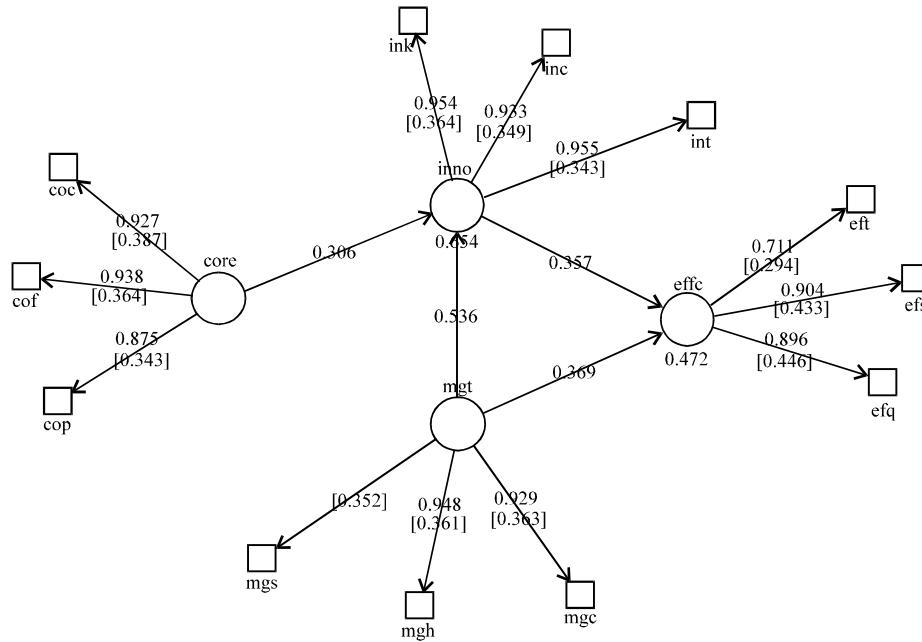 ink
inc
0.954
[0.364]
0.933
[0.349]
int
0.955
[0.343]
inno
0.654
coc
0.927
[0.387]
core
0.306
cof
0.938
[0.364]
0.875
[0.343]
cop
0.357
0.536
eft
0.711
[0.294]
effc
0.472
0.904
[0.433]
efs
0.896
[0.446]
efq
0.369
mgt
[0.352]
0.948
[0.361]
0.929
[0.363]
mgs
mgh
mgc